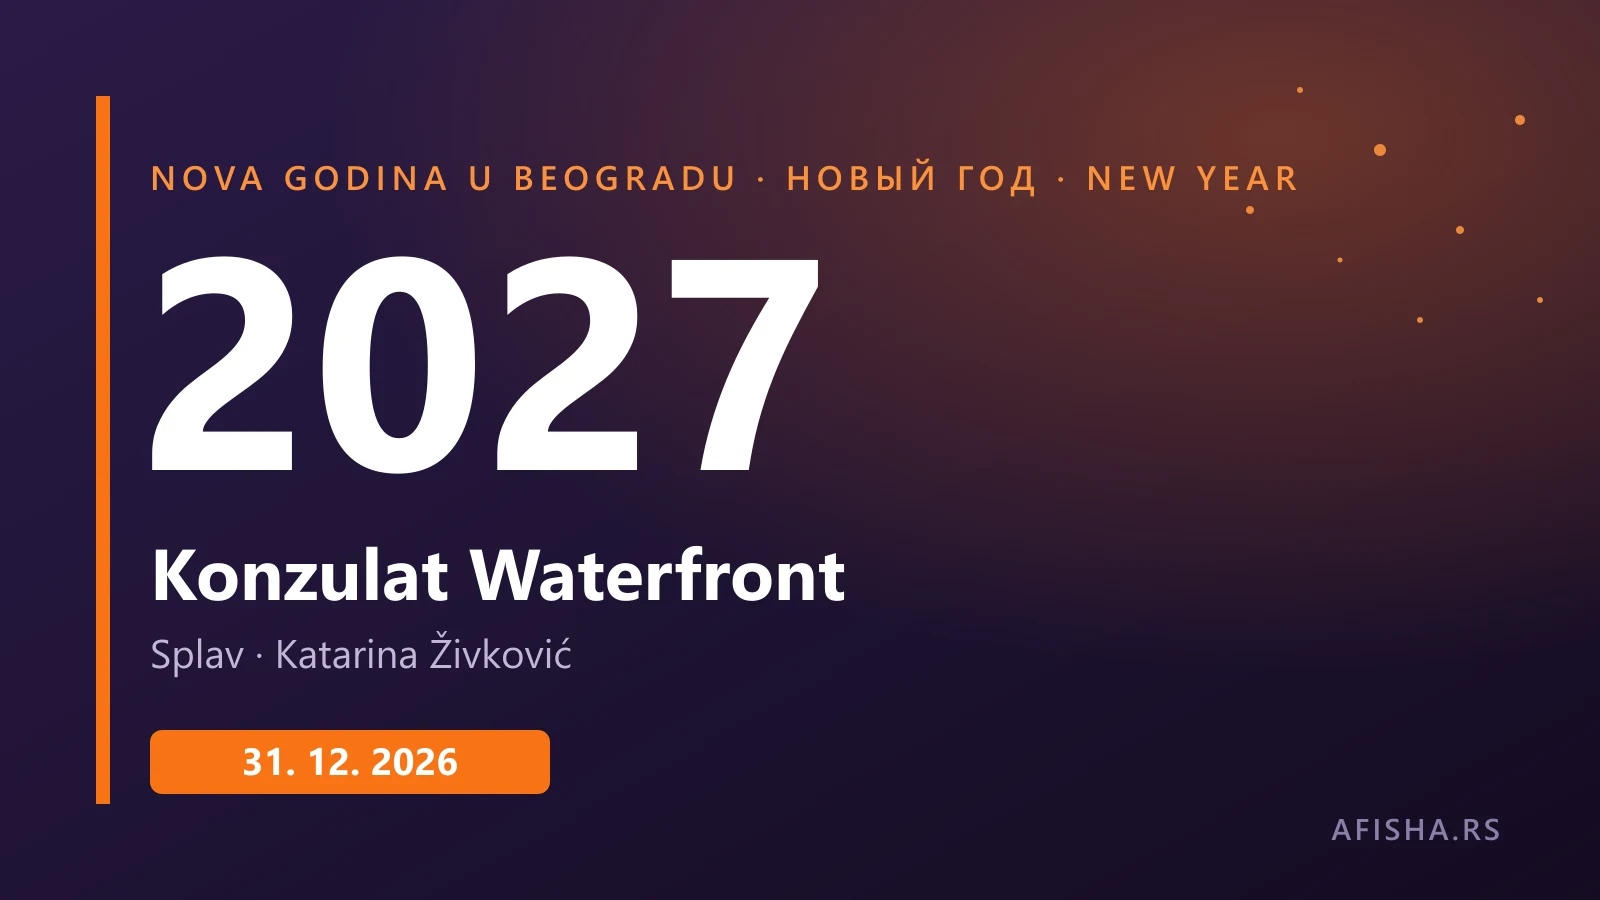 NOVA GODINA U BEOGRADU · НОВЫЙ ГОД · NEW YEAR
2027
Konzulat Waterfront
Splav · Katarina Živković
31. 12. 2026
AFISHA.RS